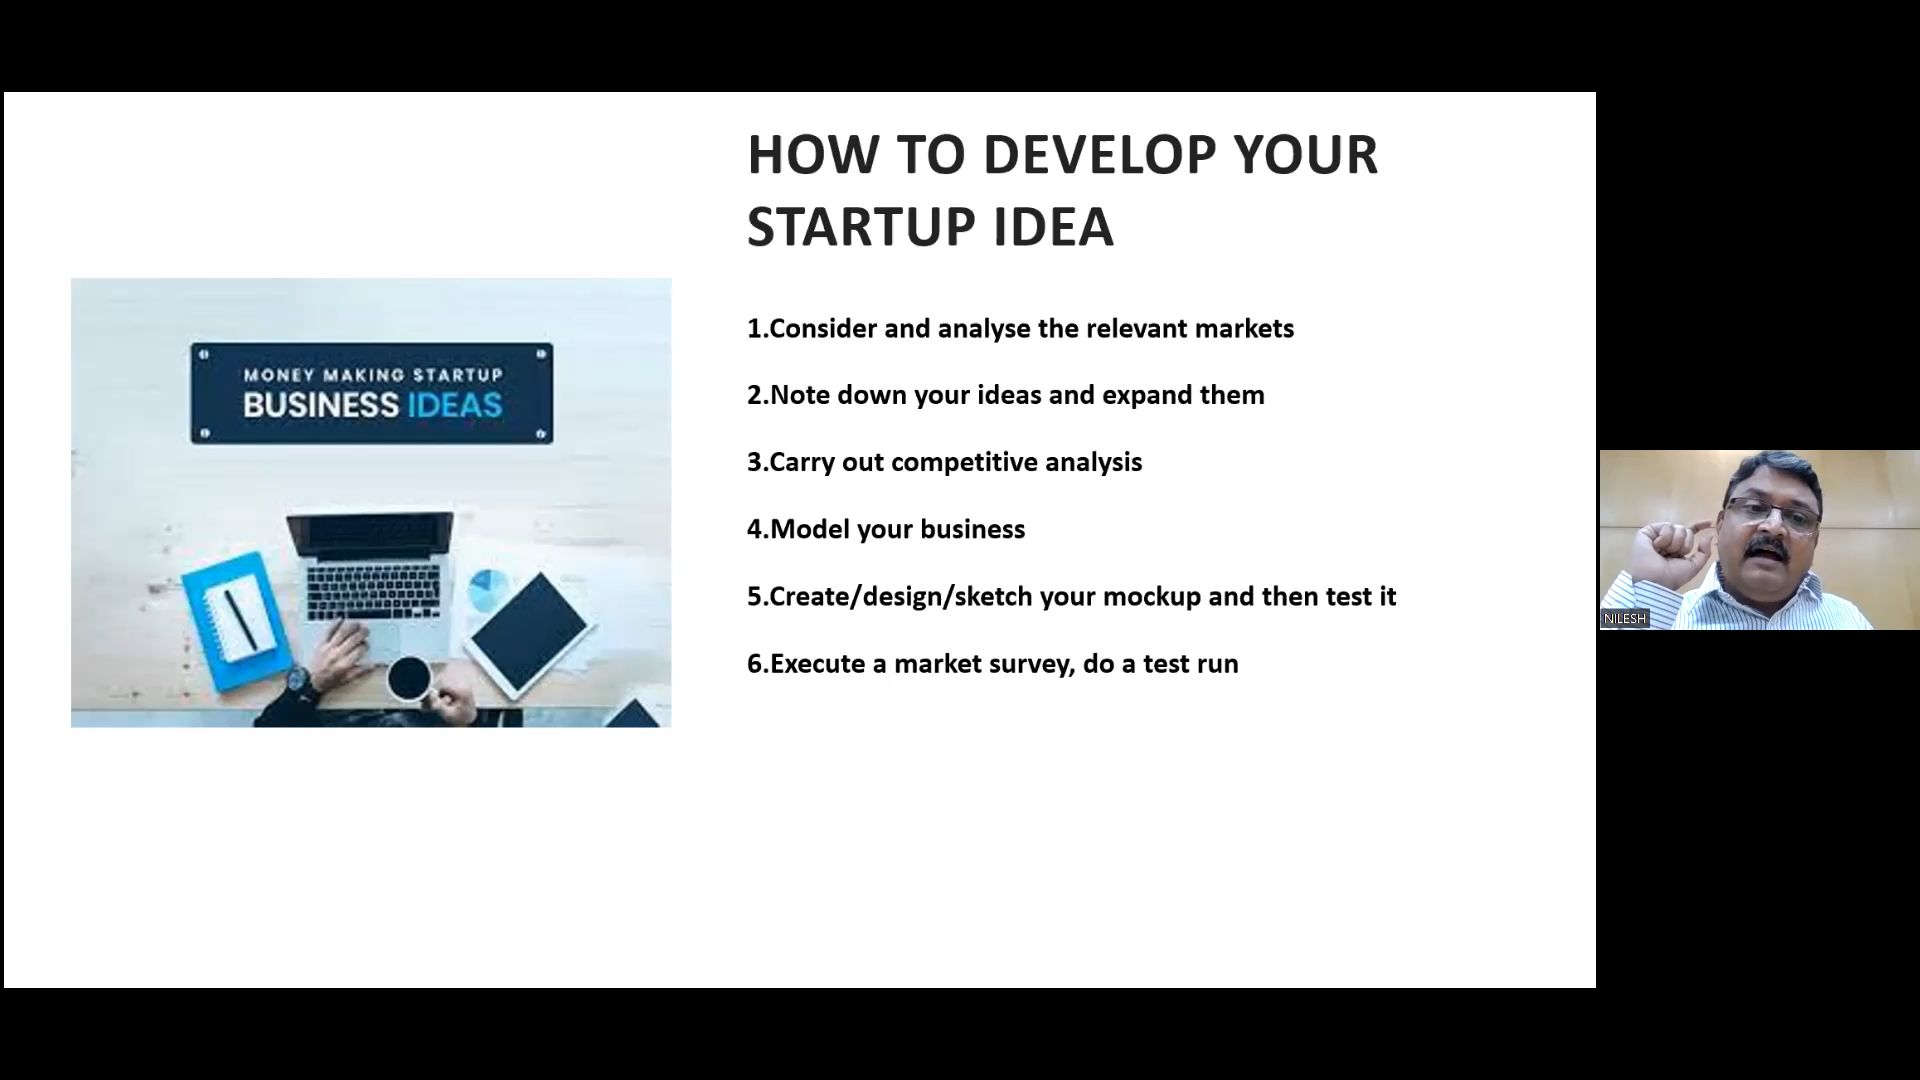 HOW TO DEVELOP YOUR
STARTUP IDEA
MONEY MAKING STARTUP
BUSINESS IDEAS
1.Consider and analyse the relevant markets
2.Note down your ideas and expand them
3.Carry out competitive analysis
4.Model your business
5.Create/design/sketch your mockup and then test it
6.Execute a market survey, do a test run
NILESH